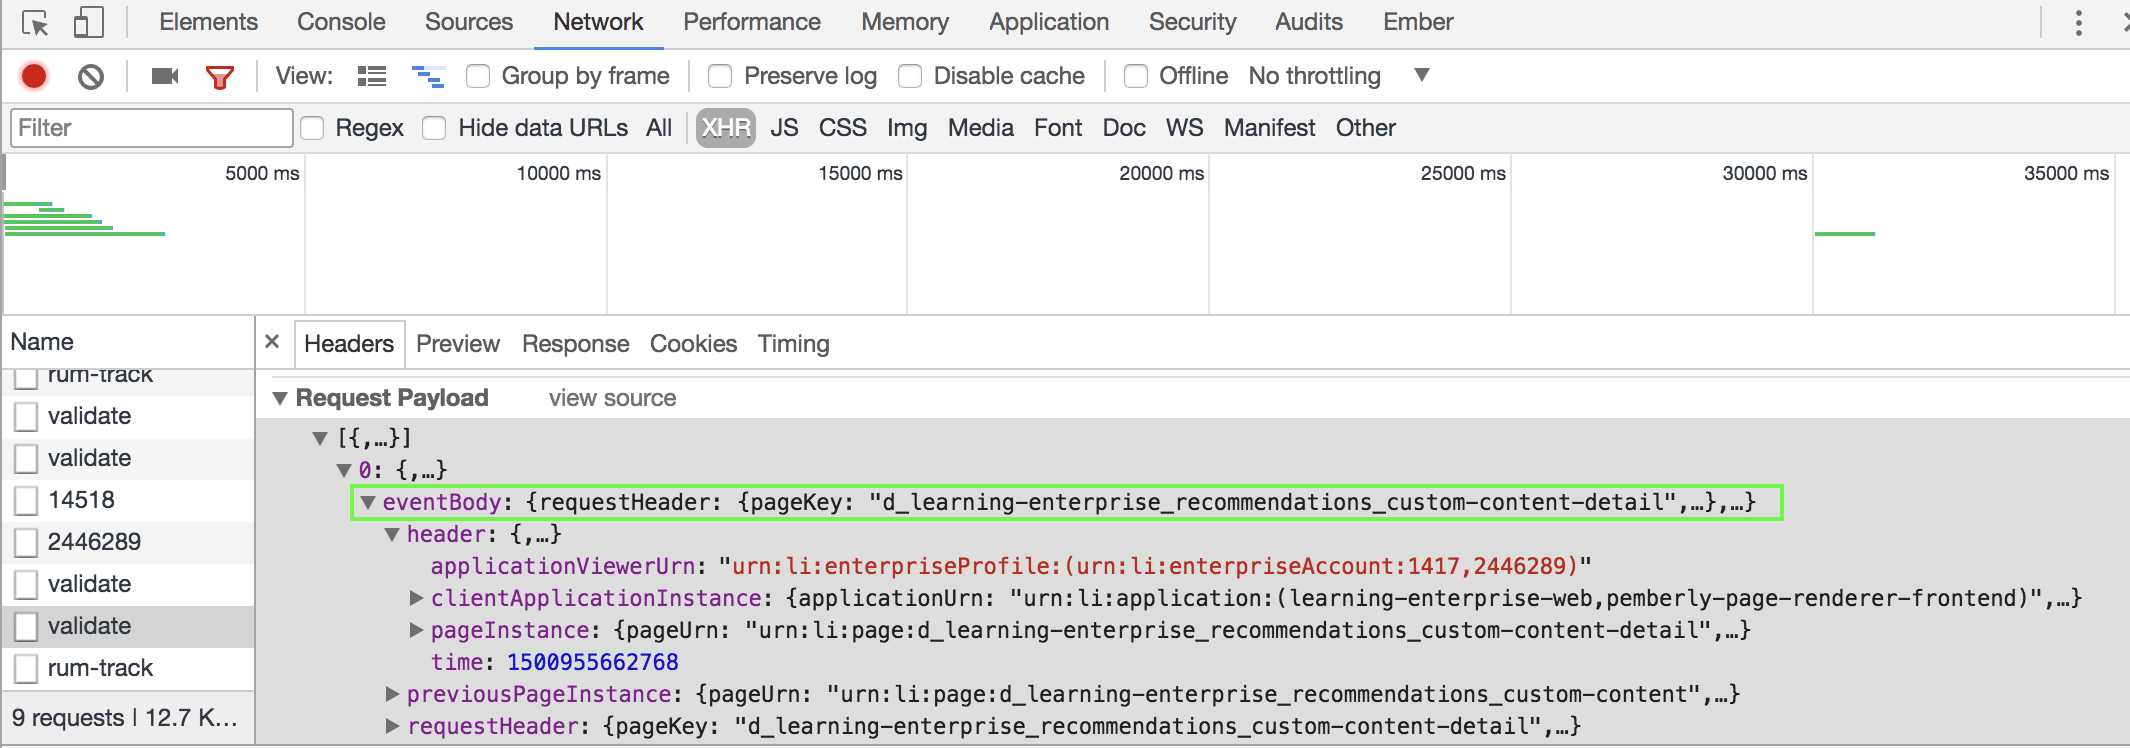 Elements Console Sources Network Performance Memory Application Security Audits Ember
View: Group by frame Preserve log Disable cache Offline No throttling
Filter Regex Hide data URLs All XHR JS CSS Img Media Font Doc WS Manifest Other
5000 ms 10000 ms 15000 ms 20000 ms 25000 ms 30000 ms 35000 ms
Name
rum-track
validate
validate
14518
2446289
validate
validate
rum-track
9 requests | 12.7 K...
Headers Preview Response Cookies Timing
Request Payload view source
[{,…}]
0: {,…}
eventBody: {requestHeader: {pageKey: "d_learning-enterprise_recommendations_custom-content-detail",…},…}
header: {,…}
applicationViewerUrn: "urn:li:enterpriseProfile:(urn:li:enterpriseAccount:1417,2446289)"
clientApplicationInstance: {applicationUrn: "urn:li:application:(learning-enterprise-web,pemberly-page-renderer-frontend)",…}
pageInstance: {pageUrn: "urn:li:page:d_learning-enterprise_recommendations_custom-content-detail",…}
time: 1500955662768
previousPageInstance: {pageUrn: "urn:li:page:d_learning-enterprise_recommendations_custom-content",…}
requestHeader: {pageKey: "d_learning-enterprise_recommendations_custom-content-detail",…}